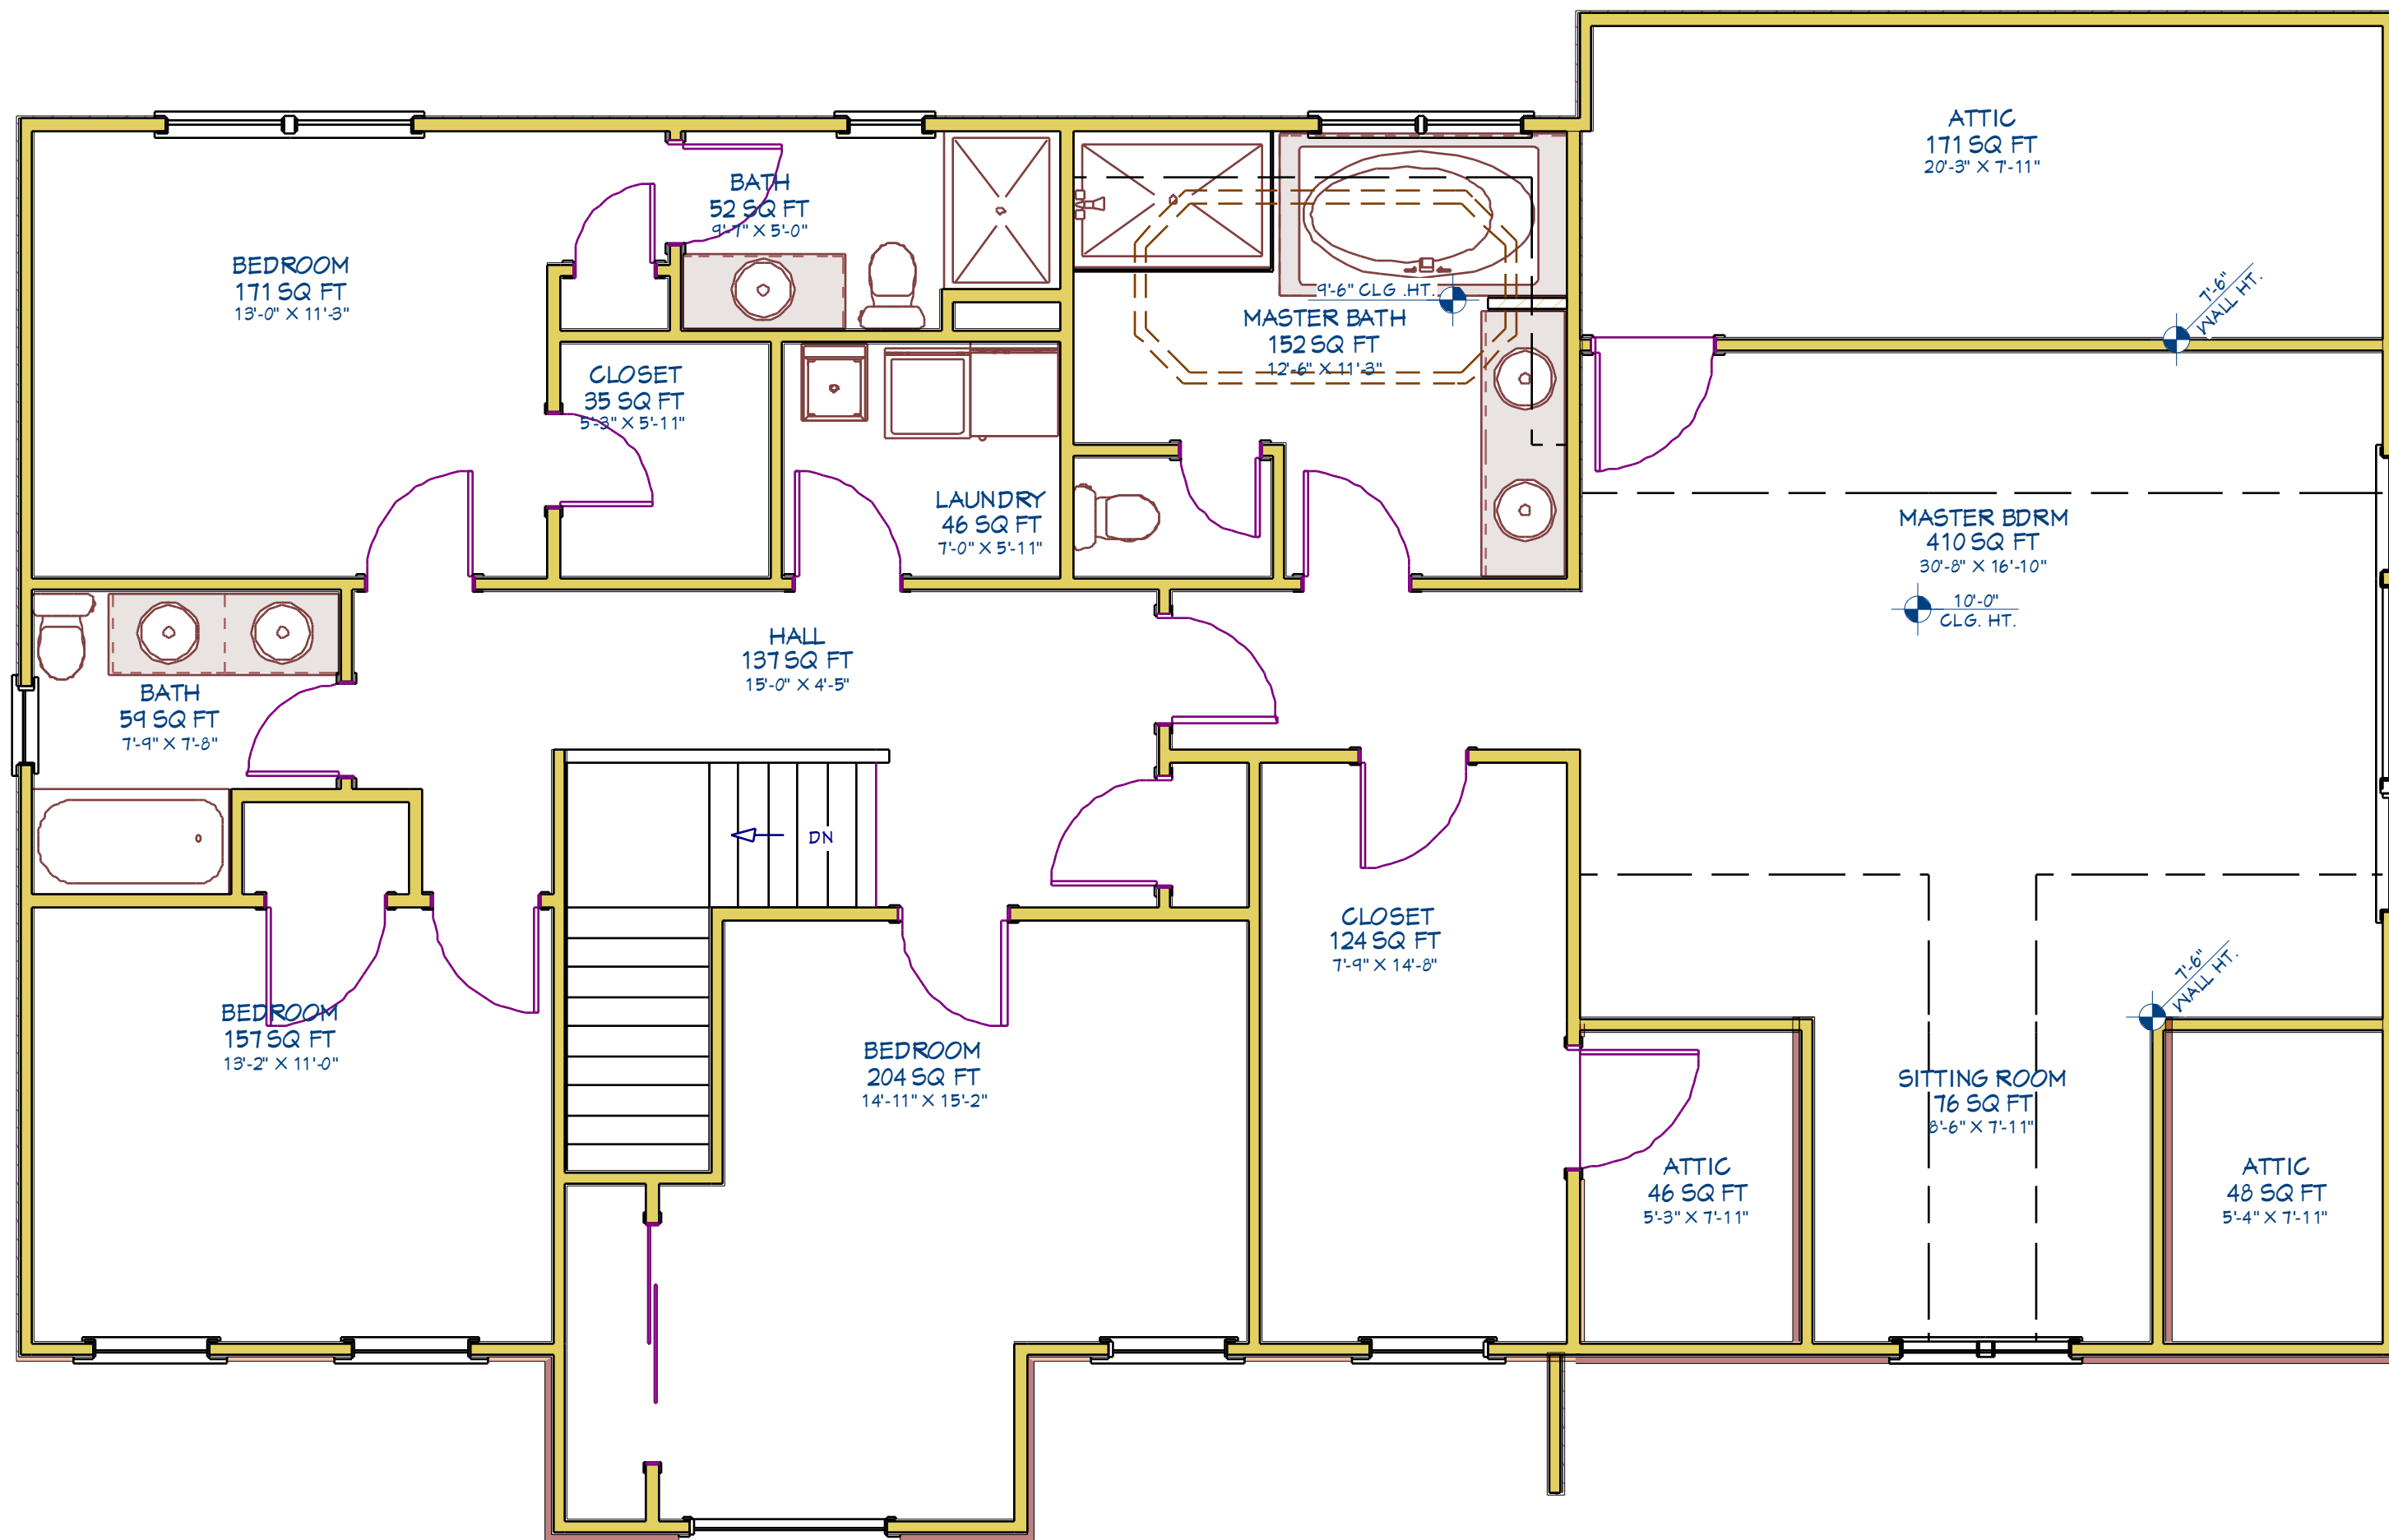 ATTIC
171 SQ FT
20'-3" X 7'-11"
BATH
52 SQ FT
9'-7" X 5'-0"
BEDROOM
171 SQ FT
13'-0" X 11'-3"
9'-6" CLG .HT.
MASTER BATH
152 SQ FT
12'-6" X 11'-3"
7'-6"
WALL HT.
CLOSET
35 SQ FT
5'-3" X 5'-11"
LAUNDRY
46 SQ FT
7'-0" X 5'-11"
MASTER BDRM
410 SQ FT
30'-8" X 16'-10"
10'-0"
CLG. HT.
HALL
137 SQ FT
15'-0" X 4'-5"
BATH
59 SQ FT
7'-9" X 7'-8"
DN
CLOSET
124 SQ FT
7'-9" X 14'-8"
7'-6"
WALL HT.
BEDROOM
157 SQ FT
13'-2" X 11'-0"
BEDROOM
204 SQ FT
14'-11" X 15'-2"
SITTING ROOM
76 SQ FT
8'-6" X 7'-11"
ATTIC
46 SQ FT
5'-3" X 7'-11"
ATTIC
48 SQ FT
5'-4" X 7'-11"